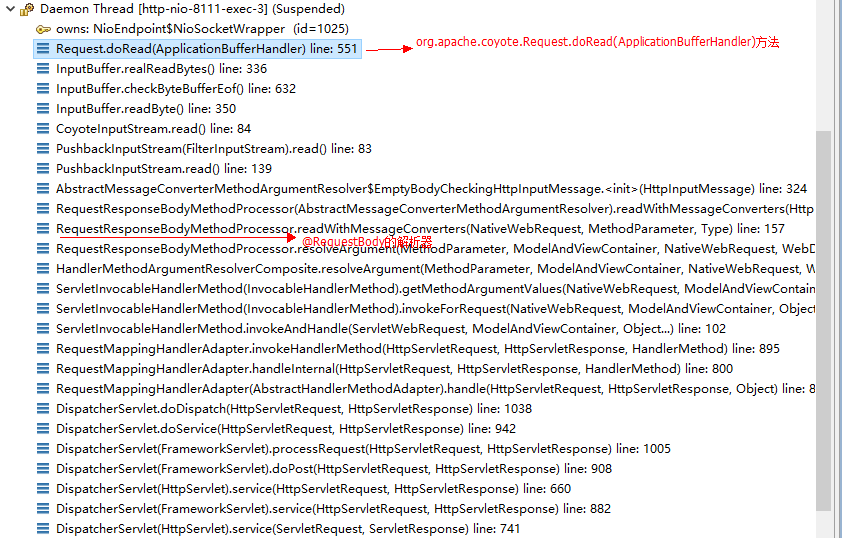 Daemon Thread [http-nio-8111-exec-3] (Suspended)
owns: NioEndpoint$NioSocketWrapper (id=1025)
Request.doRead(ApplicationBufferHandler) line: 551
org.apache.coyote.Request.doRead(ApplicationBufferHandler)方法
InputBuffer.realReadBytes() line: 336
InputBuffer.checkByteBufferEof() line: 632
InputBuffer.readByte() line: 350
CoyoteInputStream.read() line: 84
PushbackInputStream(FilterInputStream).read() line: 83
PushbackInputStream.read() line: 139
AbstractMessageConverterMethodArgumentResolver$EmptyBodyCheckingHttpInputMessage.<init>(HttpInputMessage) line: 324
RequestResponseBodyMethodProcessor(AbstractMessageConverterMethodArgumentResolver).readWithMessageConverters(Http
RequestResponseBodyMethodProcessor.readWithMessageConverters(NativeWebRequest, MethodParameter, Type) line: 157
@RequestBody的解析器
RequestResponseBodyMethodProcessor.resolveArgument(MethodParameter, ModelAndViewContainer, NativeWebRequest, WebD
HandlerMethodArgumentResolverComposite.resolveArgument(MethodParameter, ModelAndViewContainer, NativeWebRequest, W
ServletInvocableHandlerMethod(InvocableHandlerMethod).getMethodArgumentValues(NativeWebRequest, ModelAndViewContain
ServletInvocableHandlerMethod(InvocableHandlerMethod).invokeForRequest(NativeWebRequest, ModelAndViewContainer, Object
ServletInvocableHandlerMethod.invokeAndHandle(ServletWebRequest, ModelAndViewContainer, Object...) line: 102
RequestMappingHandlerAdapter.invokeHandlerMethod(HttpServletRequest, HttpServletResponse, HandlerMethod) line: 895
RequestMappingHandlerAdapter.handleInternal(HttpServletRequest, HttpServletResponse, HandlerMethod) line: 800
RequestMappingHandlerAdapter(AbstractHandlerMethodAdapter).handle(HttpServletRequest, HttpServletResponse, Object) line: 8
DispatcherServlet.doDispatch(HttpServletRequest, HttpServletResponse) line: 1038
DispatcherServlet.doService(HttpServletRequest, HttpServletResponse) line: 942
DispatcherServlet(FrameworkServlet).processRequest(HttpServletRequest, HttpServletResponse) line: 1005
DispatcherServlet(FrameworkServlet).doPost(HttpServletRequest, HttpServletResponse) line: 908
DispatcherServlet(HttpServlet).service(HttpServletRequest, HttpServletResponse) line: 660
DispatcherServlet(FrameworkServlet).service(HttpServletRequest, HttpServletResponse) line: 882
DispatcherServlet(HttpServlet).service(ServletRequest, ServletResponse) line: 741